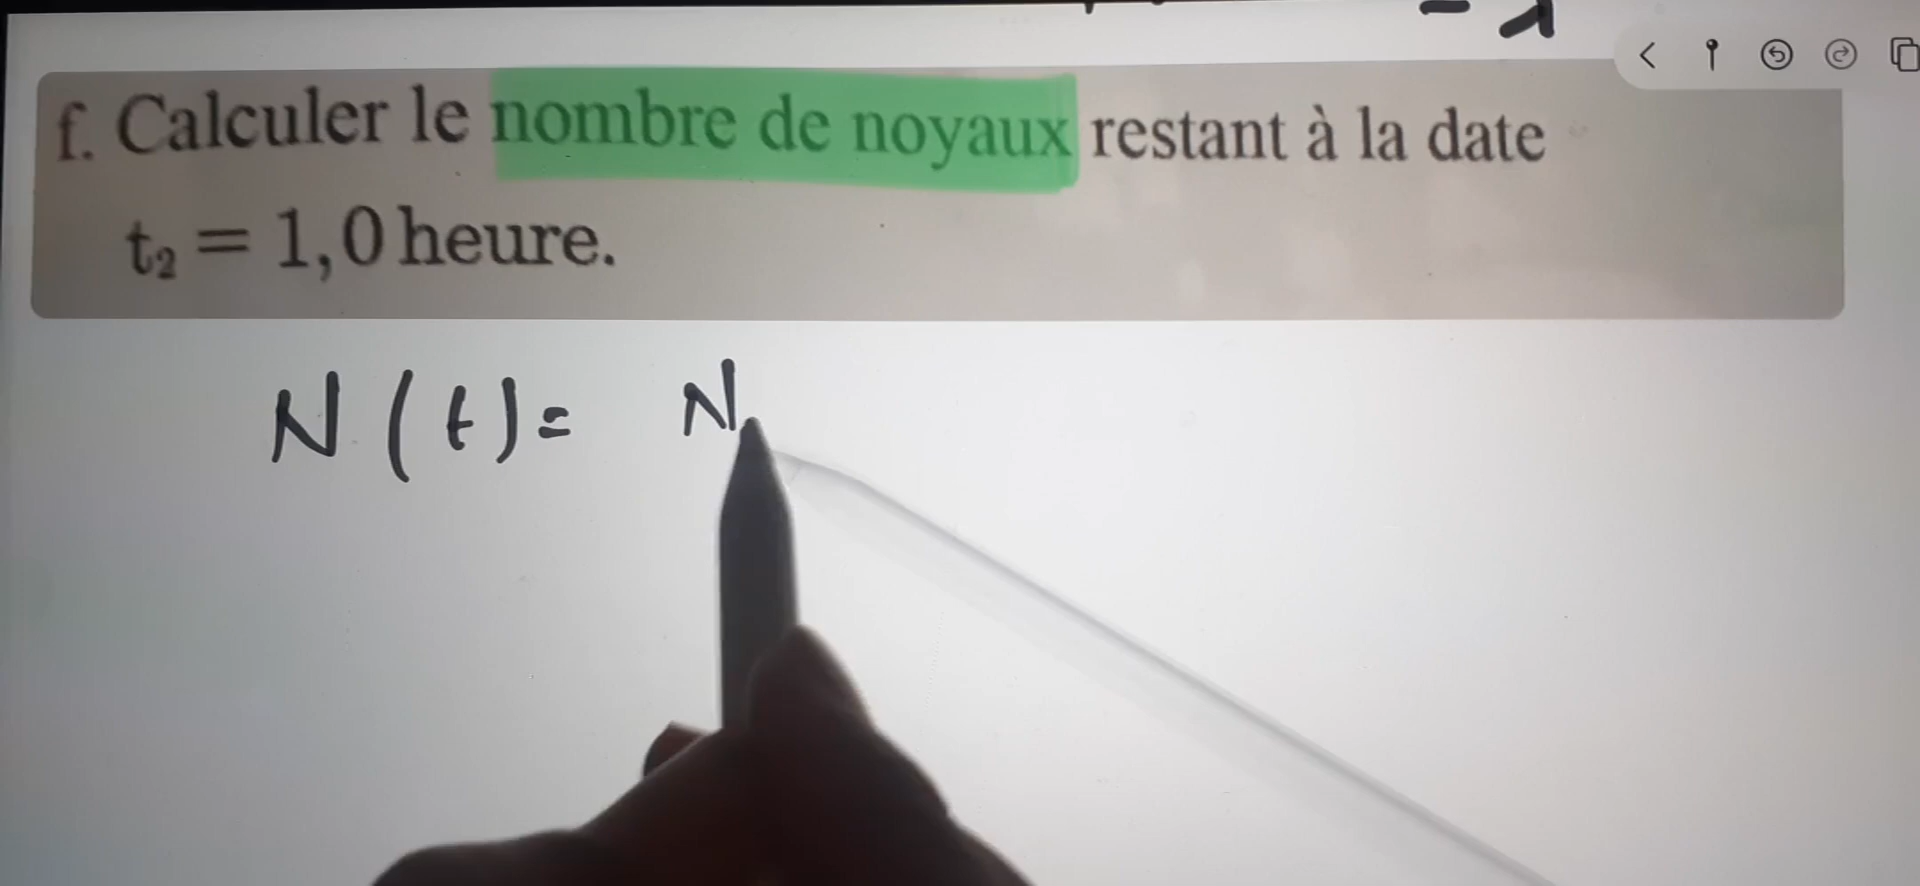 f. Calculer le nombre de noyaux restant à la date
t₂ = 1,0 heure.
N (t) = N